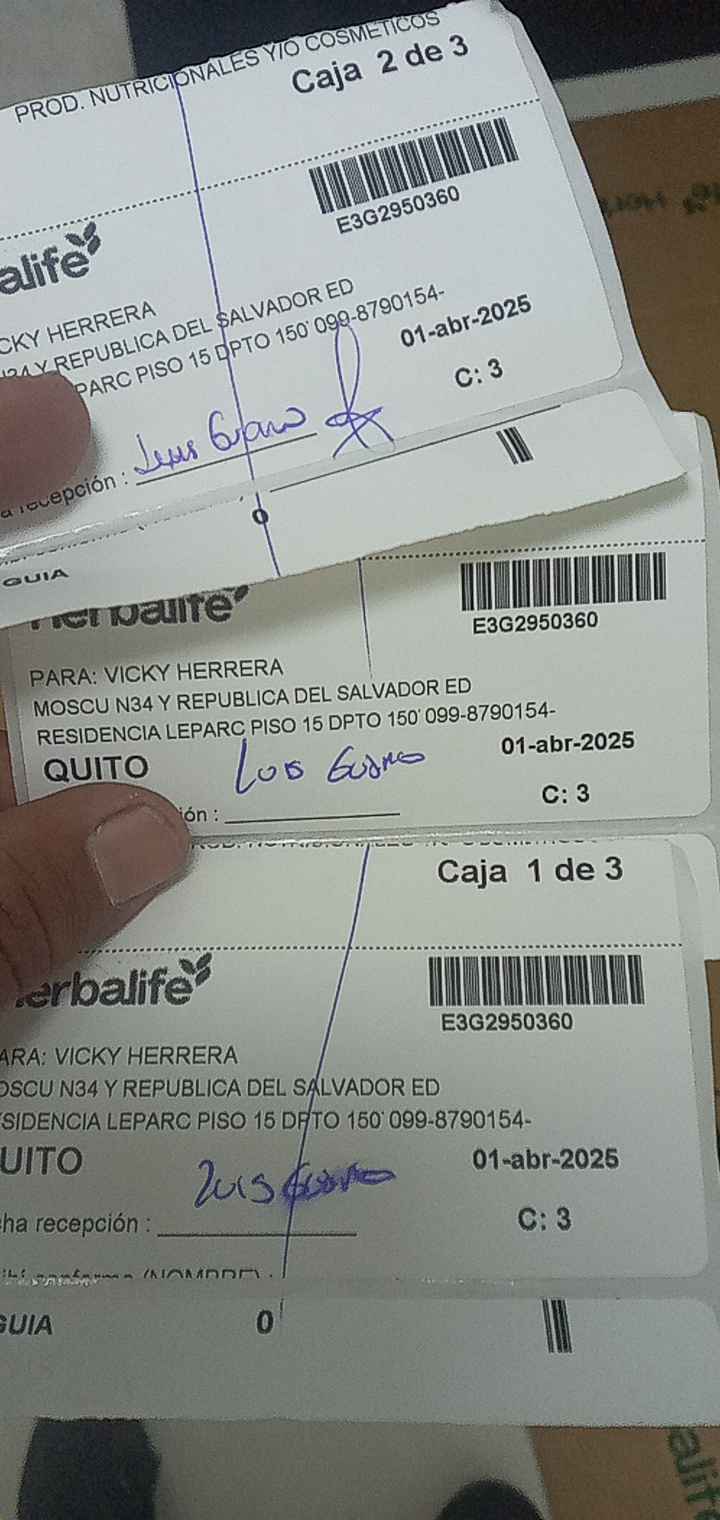 PROD. NUTRICIONALES Y/O COSMETICOS
Caja 2 de 3
E3G2950360
alife
CKY HERRERA
N34 Y REPUBLICA DEL SALVADOR ED
PARC PISO 15 DPTO 150' 099-8790154-
01-abr-2025
C: 3
a recepción :
0
GUIA
Herbalife
E3G2950360
PARA: VICKY HERRERA
MOSCU N34 Y REPUBLICA DEL SALVADOR ED
RESIDENCIA LEPARC PISO 15 DPTO 150' 099-8790154-
QUITO
01-abr-2025
C: 3
ión :
Caja 1 de 3
erbalife
E3G2950360
ARA: VICKY HERRERA
OSCU N34 Y REPUBLICA DEL SALVADOR ED
SIDENCIA LEPARC PISO 15 DPTO 150' 099-8790154-
UITO
Luis
01-abr-2025
cha recepción :
C: 3
GUIA
0